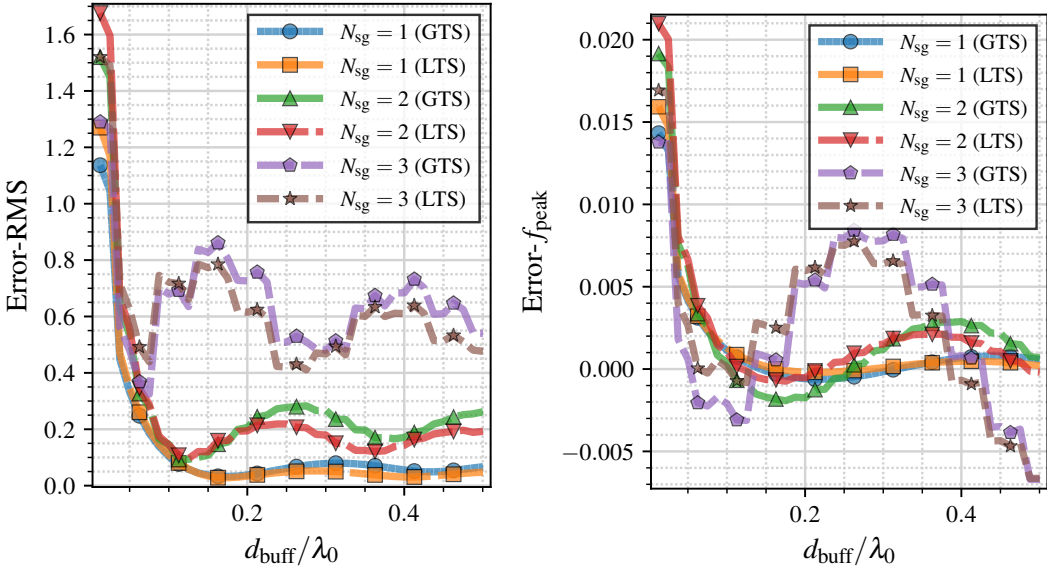 1.6
1.4
1.2
1.0
0.8
0.6
0.4
0.2
0.0
Error-RMS
N_sg = 1 (GTS)
N_sg = 1 (LTS)
N_sg = 2 (GTS)
N_sg = 2 (LTS)
N_sg = 3 (GTS)
N_sg = 3 (LTS)
0.2 0.4
d_buff/λ_0
0.020
0.015
0.010
0.005
0.000
−0.005
Error-f_peak
N_sg = 1 (GTS)
N_sg = 1 (LTS)
N_sg = 2 (GTS)
N_sg = 2 (LTS)
N_sg = 3 (GTS)
N_sg = 3 (LTS)
0.2 0.4
d_buff/λ_0